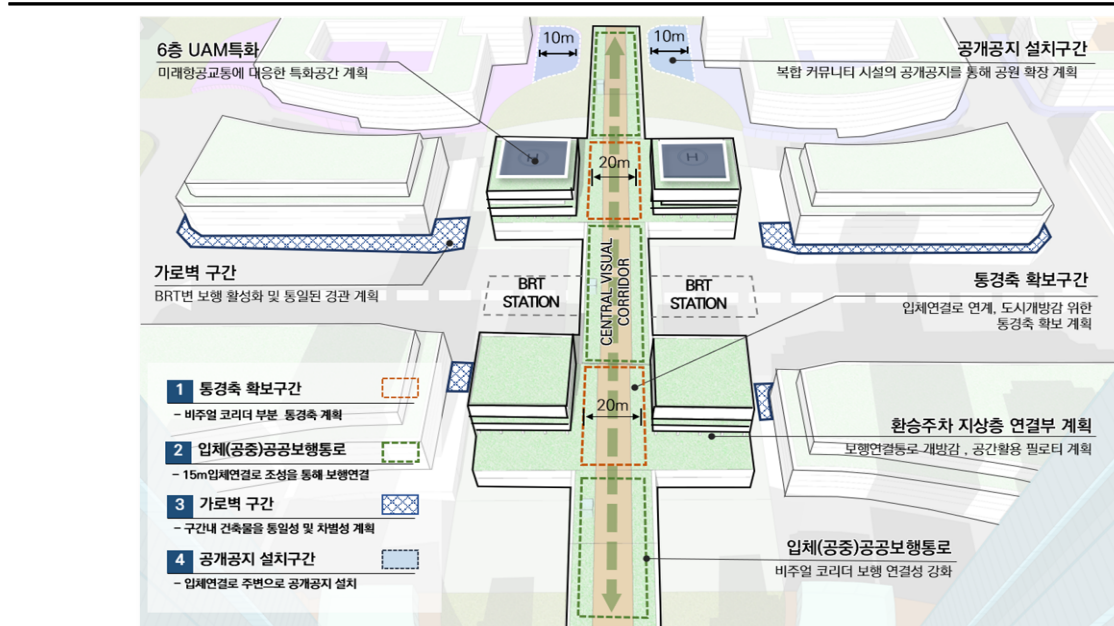 6층 UAM특화
미래항공교통에 대응한 특화공간 계획
10m
10m
공개공지 설치구간
복합 커뮤니티 시설의 공개공지를 통해 공원 확장 계획
H
20m
H
가로벽 구간
BRT변 보행 활성화 및 통일된 경관 계획
BRT
STATION
CENTRAL VISUAL
CORRIDOR
BRT
STATION
통경축 확보구간
입체연결로 연계, 도시개방감 위한
통경축 확보 계획
20m
환승주차 지상층 연결부 계획
보행연결통로 개방감 , 공간활용 필로티 계획
입체(공중)공공보행통로
비주얼 코리더 보행 연결성 강화
1 통경축 확보구간
- 비주얼 코리더 부분 통경축 계획
2 입체(공중)공공보행통로
- 15m입체연결로 조성을 통해 보행연결
3 가로벽 구간
- 구간내 건축물을 통일성 및 차별성 계획
4 공개공지 설치구간
- 입체연결로 주변으로 공개공지 설치